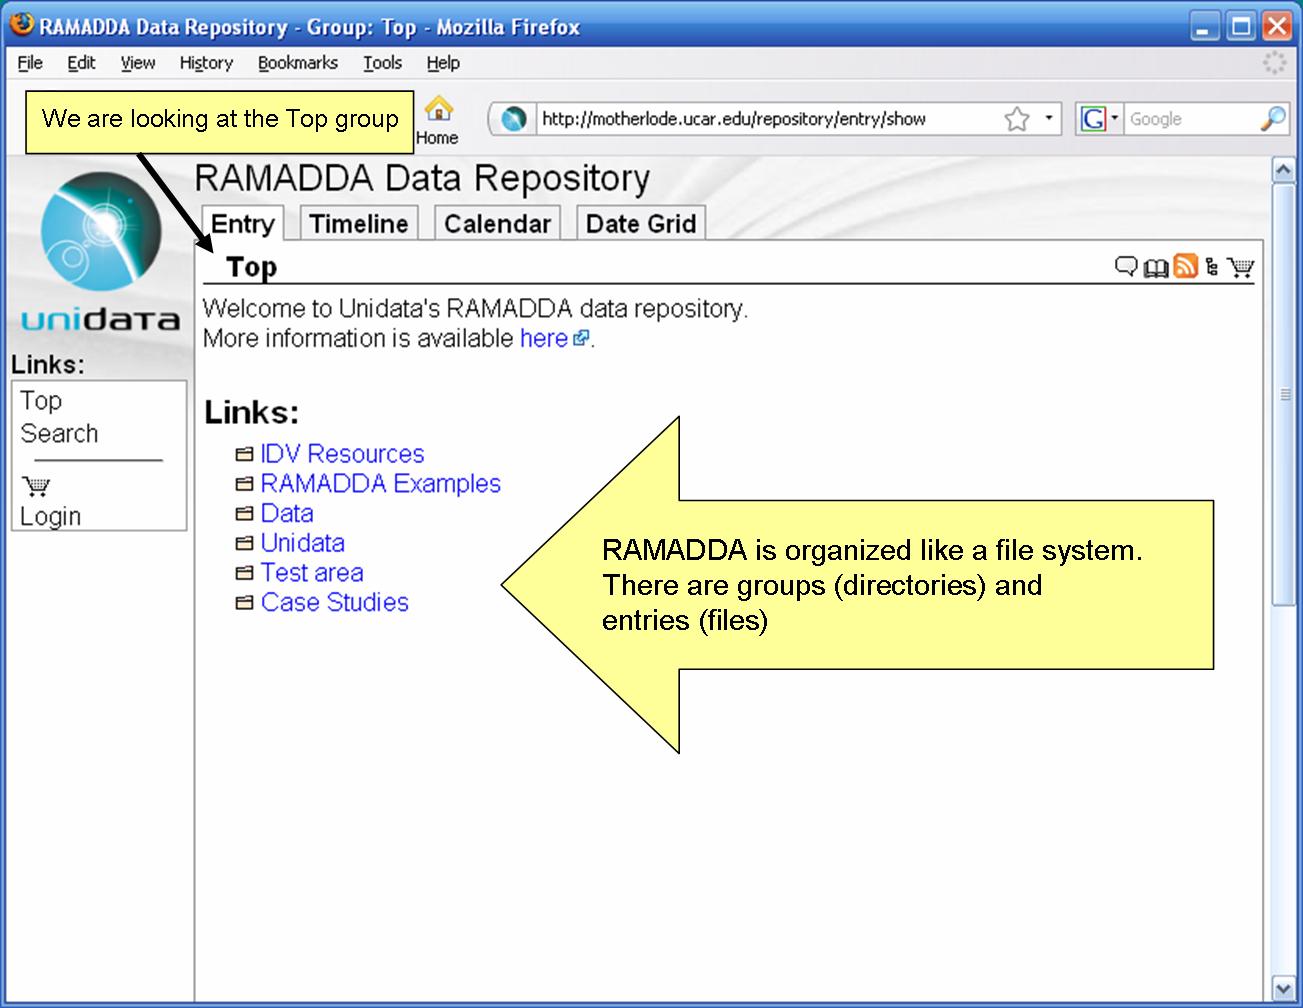 RAMADDA Data Repository - Group: Top - Mozilla Firefox
File Edit View History Bookmarks Tools Help
We are looking at the Top group
Home
http://motherlode.ucar.edu/repository/entry/show
G
Google
unidata
Links:
Top
Search
Login
RAMADDA Data Repository
Entry Timeline Calendar Date Grid
Top
Welcome to Unidata's RAMADDA data repository.
More information is available here.
Links:
IDV Resources
RAMADDA Examples
Data
Unidata
Test area
Case Studies
RAMADDA is organized like a file system.
There are groups (directories) and
entries (files)